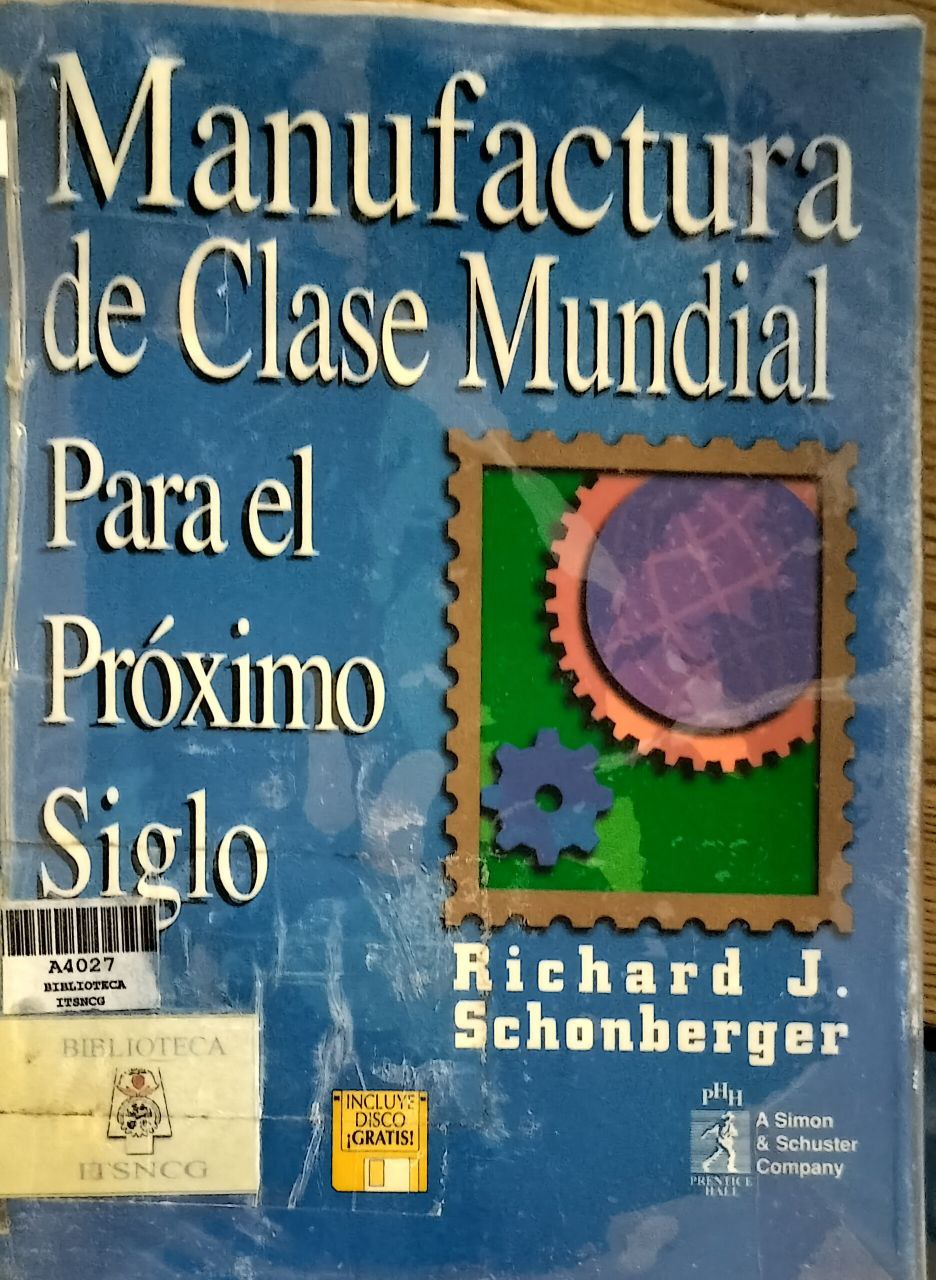 Manufactura
de Clase Mundial
Para el
Próximo
Siglo
Richard J.
Schonberger
A4027
BIBLIOTECA
ITSNCG
BIBLIOTECA
ITSNCG
INCLUYE
DISCO
¡GRATIS!
PHH
PRENTICE
HALL
A Simon
& Schuster
Company